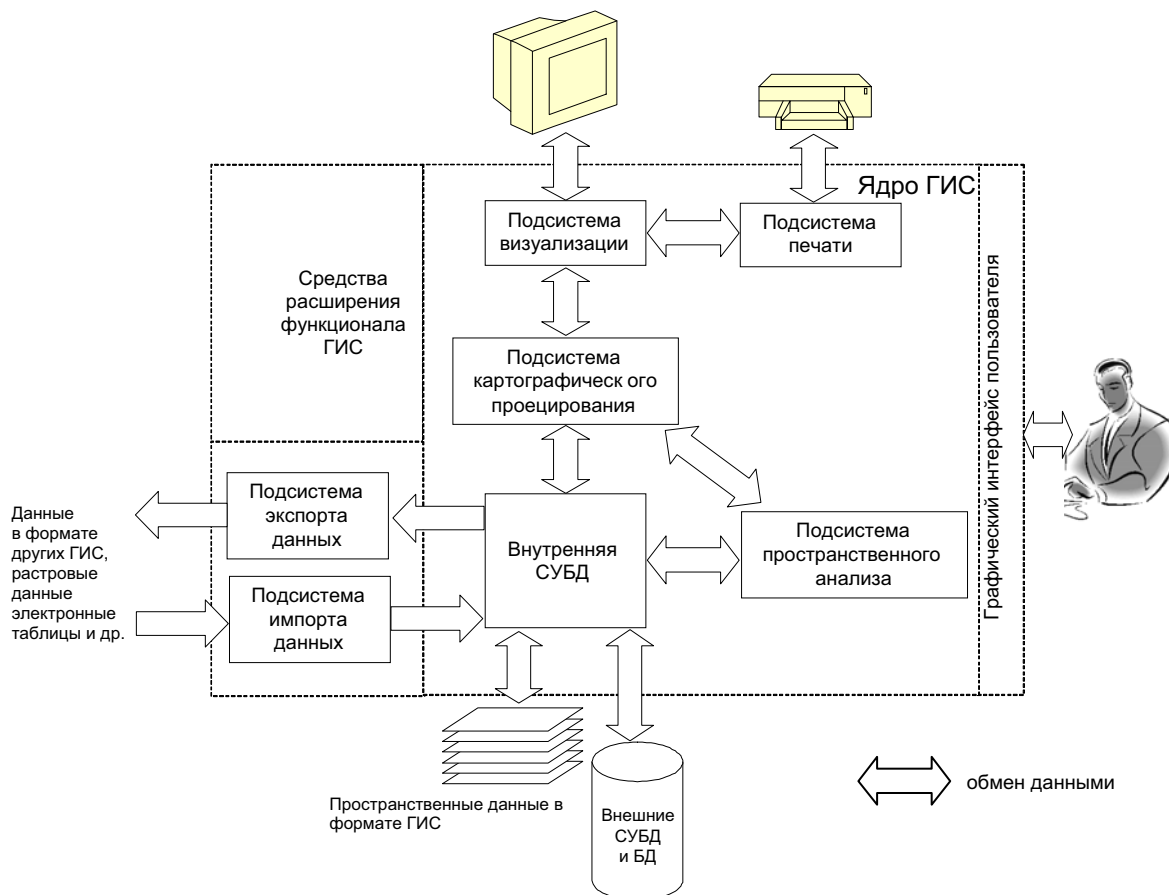 Ядро ГИС
Подсистема
визуализации
Подсистема
печати
Средства
расширения
функционала
ГИС
Подсистема
картографическ ого
проецирования
Графический интерфейс пользователя
Подсистема
экспорта
данных
Данные
в формате
других ГИС,
растровые
данные
электронные
таблицы и др.
Внутренняя
СУБД
Подсистема
пространственного
анализа
Подсистема
импорта
данных
Пространственные данные в
формате ГИС
Внешние
СУБД
и БД
обмен данными